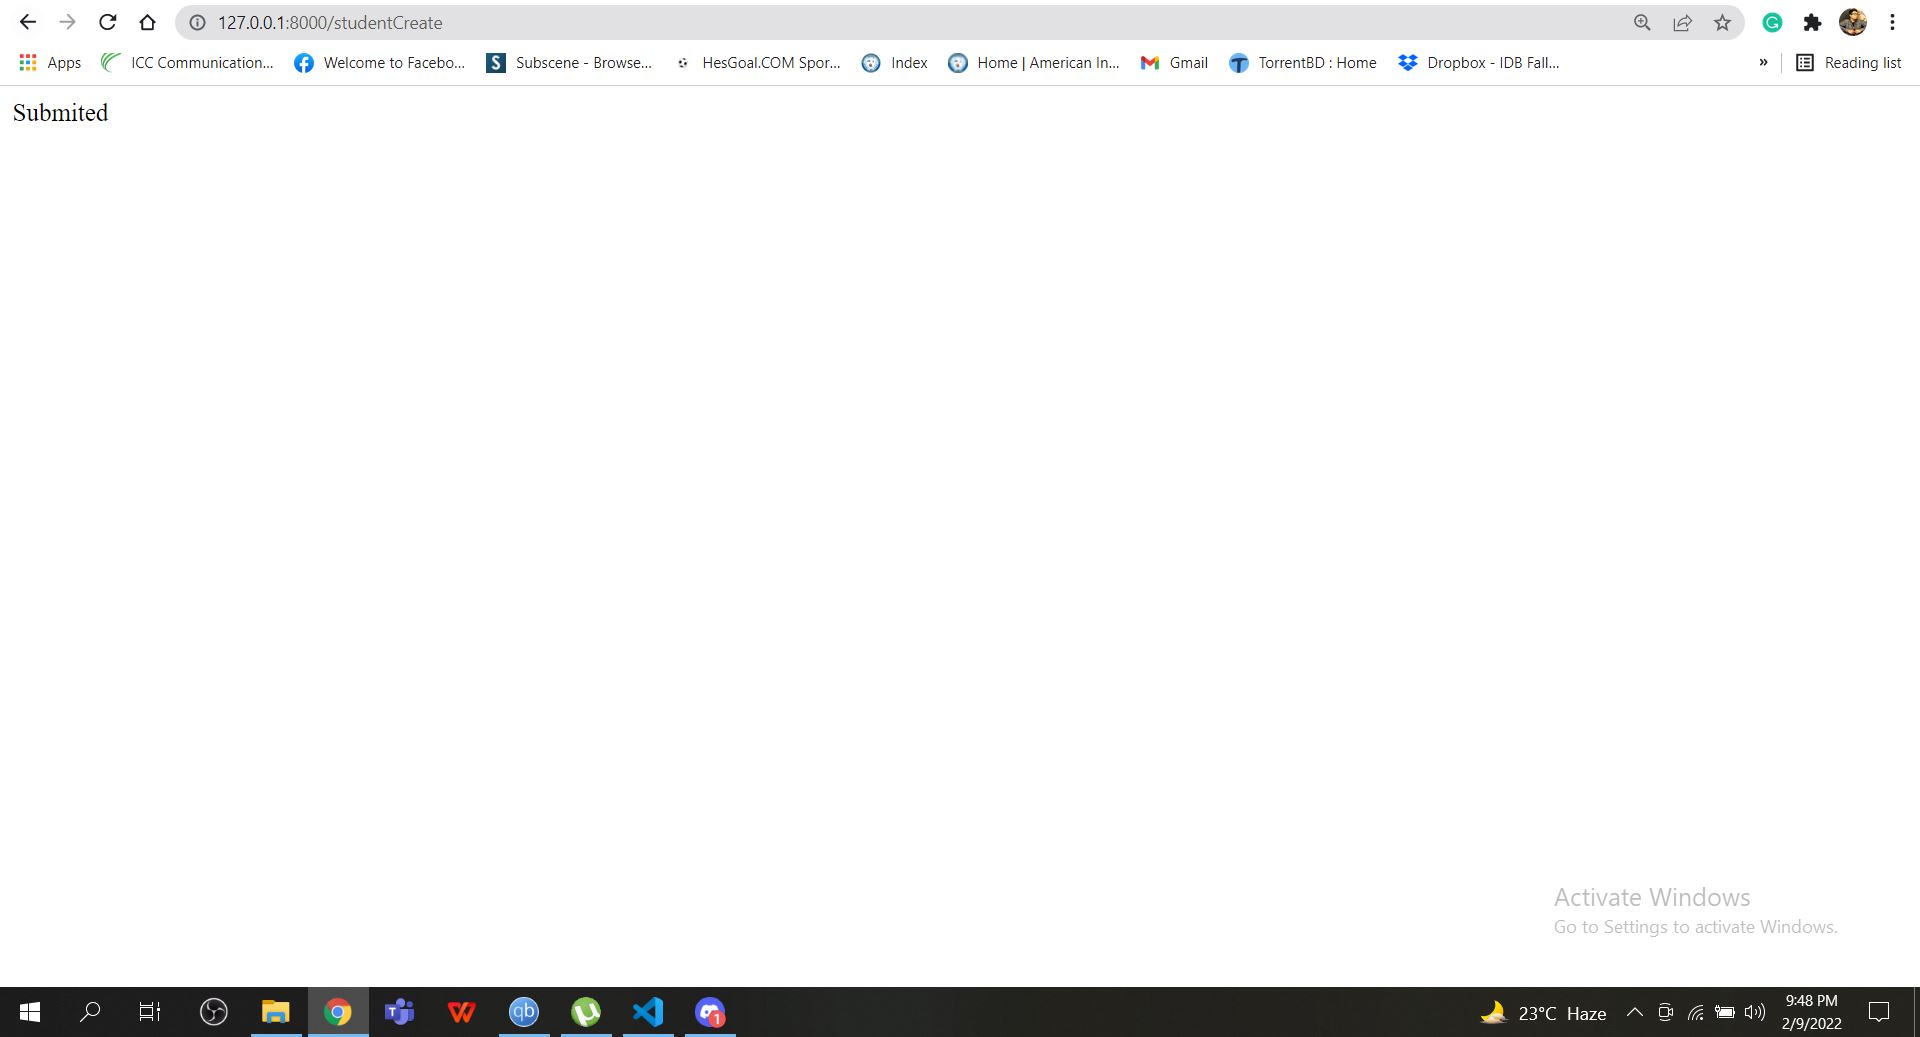 127.0.0.1:8000/studentCreate
Apps ICC Communication... Welcome to Facebo... Subscene - Browse... HesGoal.COM Spor... Index Home | American In... Gmail TorrentBD : Home Dropbox - IDB Fall... » Reading list
Submited
Activate Windows
Go to Settings to activate Windows.
23°C Haze
9:48 PM
2/9/2022